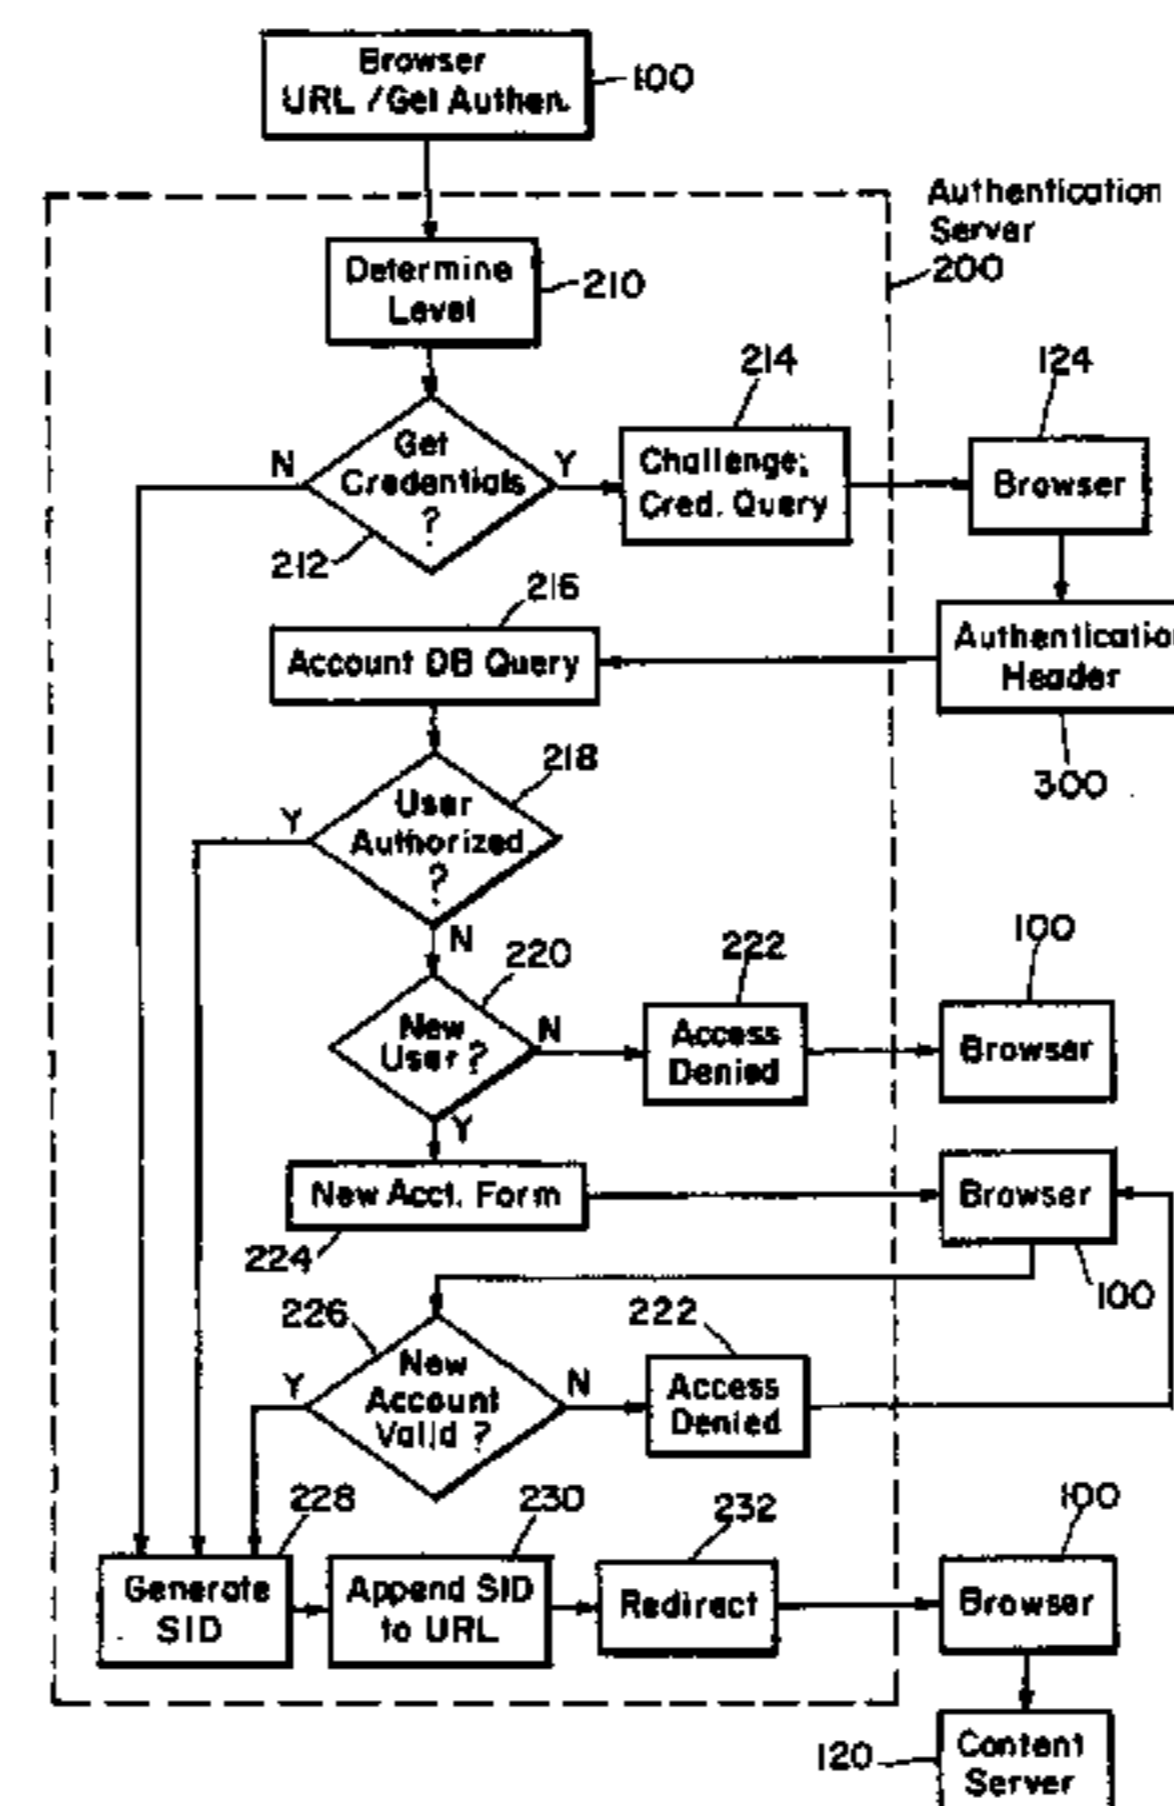 Browser
URL /Get Authen.
100
Authentication
Server
200
Determine
Level
210
214
124
N
Get
Credentials
?
Y
Challenge;
Cred. Query
Browser
212
216
Account DB Query
Authentication
Header
300
218
Y
User
Authorized
?
N
220
222
100
New
User ?
N
Access
Denied
Browser
Y
New Acct. Form
Browser
224
100
226
222
Y
New
Account
Valid ?
N
Access
Denied
228
230
232
100
Generate
SID
Append SID
to URL
Redirect
Browser
120
Content
Server